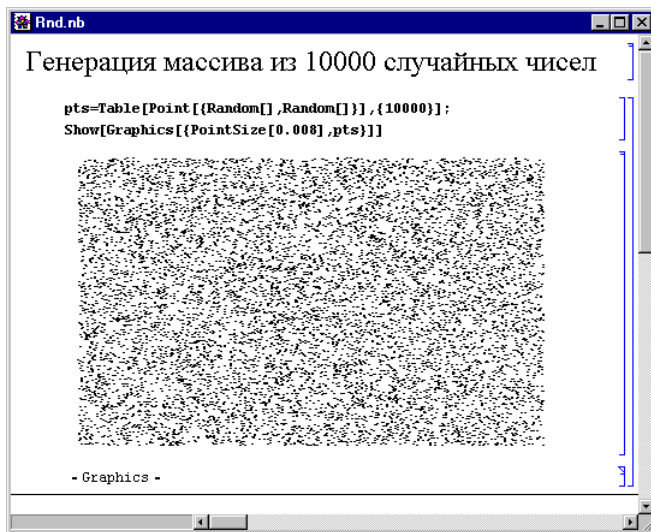 Rnd.nb
Генерация массива из 10000 случайных чисел
pts=Table[Point[{Random[],Random[]}],{10000}];
Show[Graphics[{PointSize[0.008],pts}]]
- Graphics -